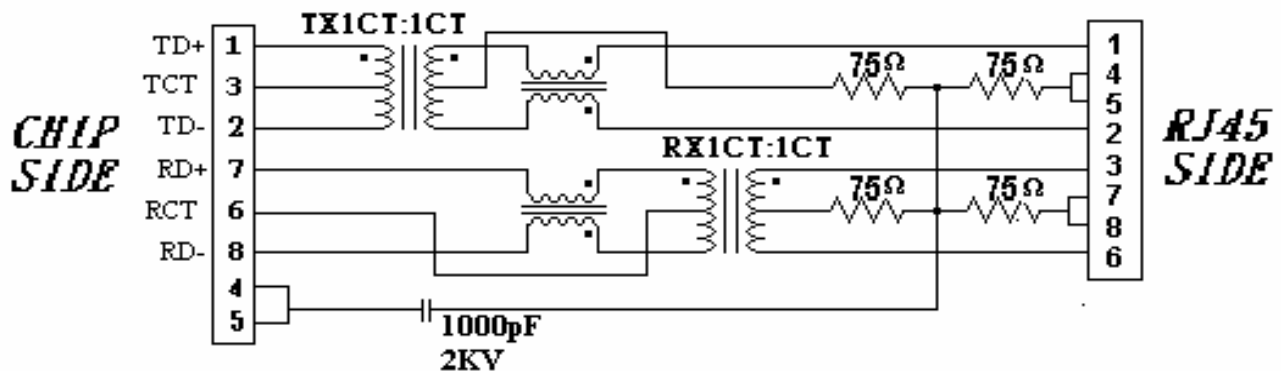 TX1CT:1CT
TD+ 1
TCT 3
TD- 2
RD+ 7
RCT 6
RD- 8
4
5
CHIP
SIDE
75Ω 75Ω
RX1CT:1CT
75Ω 75Ω
1000pF
2KV
1
4
5
2
3
7
8
6
RJ45
SIDE